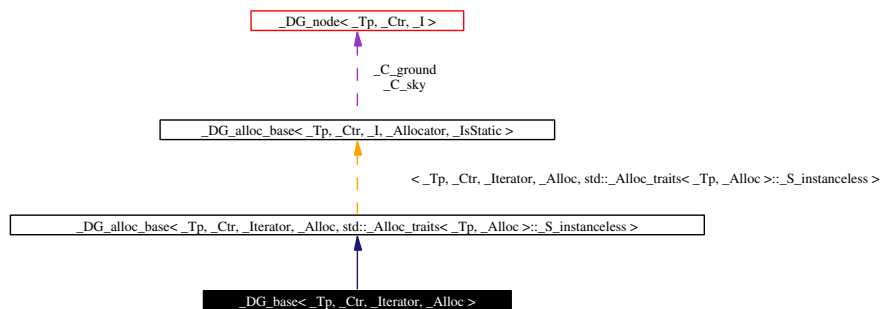 _DG_node< _Tp, _Ctr, _I >
_C_ground
_C_sky
_DG_alloc_base< _Tp, _Ctr, _I, _Allocator, _IsStatic >
< _Tp, _Ctr, _Iterator, _Alloc, std::_Alloc_traits< _Tp, _Alloc >::_S_instanceless >
_DG_alloc_base< _Tp, _Ctr, _Iterator, _Alloc, std::_Alloc_traits< _Tp, _Alloc >::_S_instanceless >
_DG_base< _Tp, _Ctr, _Iterator, _Alloc >